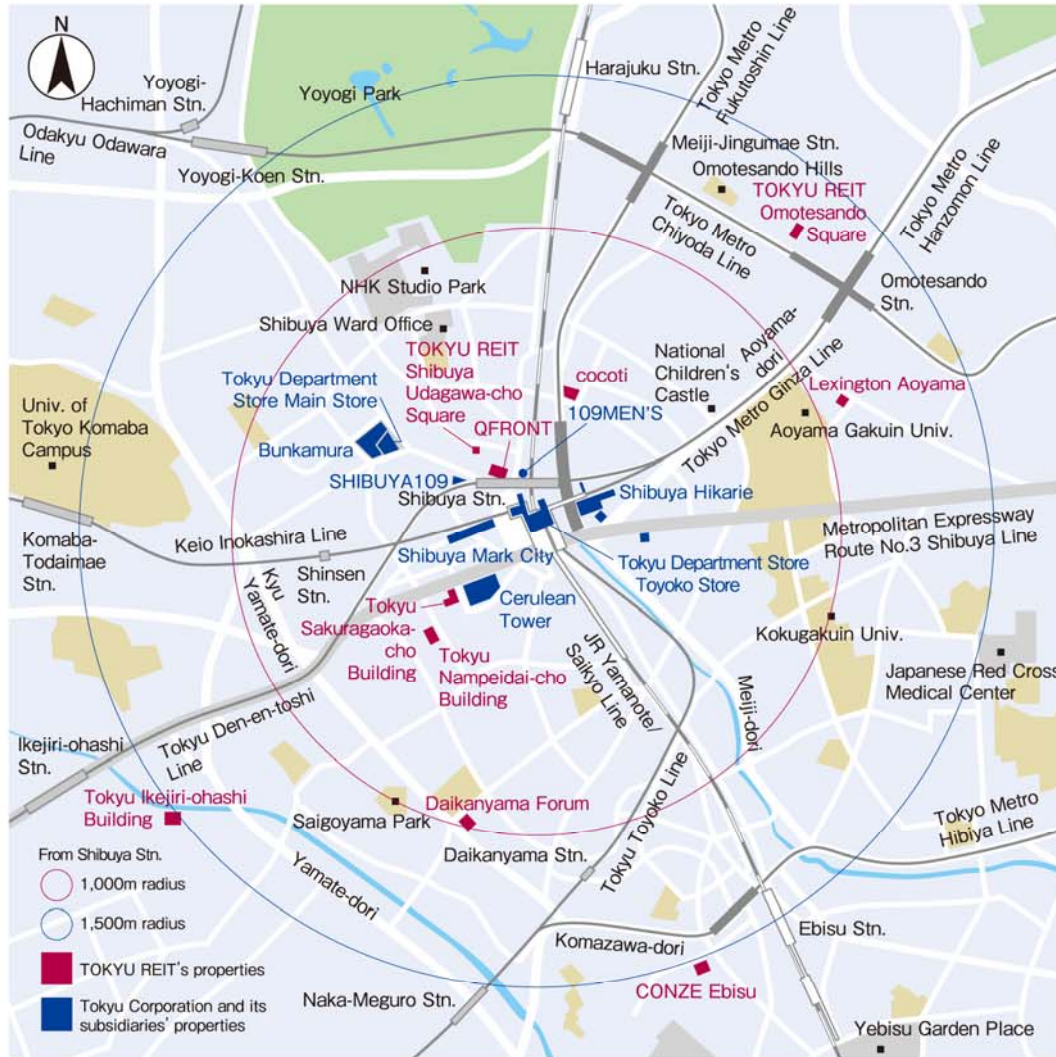 N
Yoyogi-
Hachiman Stn.
Yoyogi Park
Harajuku Stn.
Tokyo Metro
Fukutoshin Line
Odakyu Odawara
Line
Yoyogi-Koen Stn.
Meiji-Jingumae Stn.
Omotesando Hills
TOKYU REIT
Omotesando
Square
Tokyo Metro
Hanzomon Line
Tokyo Metro
Chiyoda Line
Omotesando
Stn.
NHK Studio Park
Shibuya Ward Office
TOKYU REIT
Shibuya
Udagawa-cho
Square
Tokyu Department
Store Main Store
cocoti
National
Children's
Castle
Aoyama-
dori
Tokyo Metro Ginza Line
Lexington Aoyama
Univ. of
Tokyo Komaba
Campus
Bunkamura
QFRONT
109MEN'S
Aoyama Gakuin Univ.
SHIBUYA109
Shibuya Stn.
Shibuya Hikarie
Komaba-
Todaimae
Stn.
Keio Inokashira Line
Shinsen
Stn.
Shibuya Mark City
Tokyu Department Store
Toyoko Store
Metropolitan Expressway
Route No.3 Shibuya Line
Kyu
Yamate-dori
Tokyu
Sakuragaoka-
cho
Building
Cerulean
Tower
Tokyu
Nampeidai-cho
Building
JR Yamanote/
Saikyo Line
Meiji-dori
Kokugakuin Univ.
Japanese Red Cross
Medical Center
Ikejiri-ohashi
Stn.
Tokyu Den-en-toshi
Line
Tokyu Ikejiri-ohashi
Building
Saigoyama Park
Daikanyama Forum
Daikanyama Stn.
Tokyu Toyoko Line
Tokyo Metro
Hibiya Line
Yamate-dori
Komazawa-dori
Ebisu Stn.
Naka-Meguro Stn.
CONZE Ebisu
Yebisu Garden Place
From Shibuya Stn.
1,000m radius
1,500m radius
TOKYU REIT's properties
Tokyu Corporation and its
subsidiaries' properties